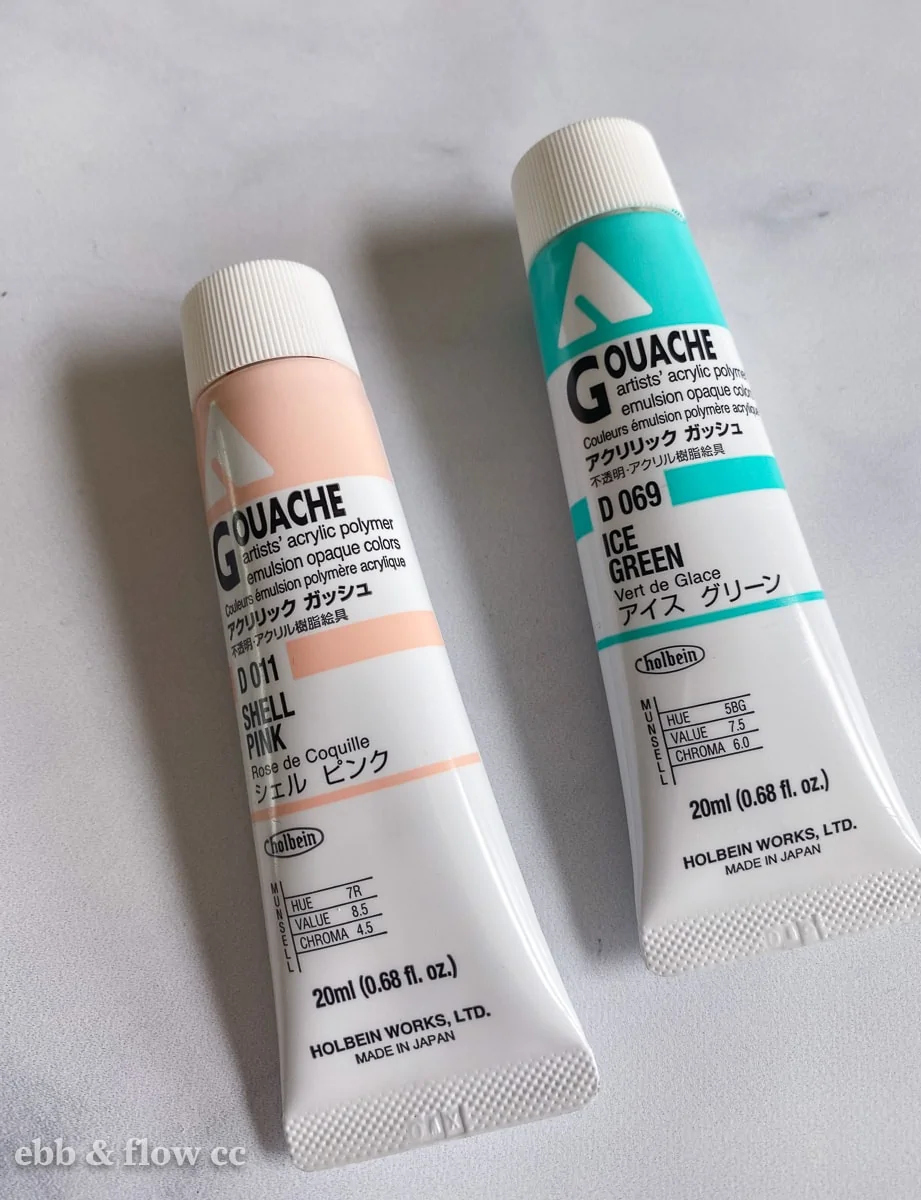 GOUACHE
artists' acrylic polymer
emulsion opaque colors
Couleurs émulsion polymère acrylique
アクリリック ガッシュ
不透明・アクリル樹脂絵具
D 011
SHELL
PINK
Rose de Coquille
シェル ピンク
holbein
MUNSELL
HUE 7R
VALUE 8.5
CHROMA 4.5
20ml (0.68 fl. oz.)
HOLBEIN WORKS, LTD.
MADE IN JAPAN
GOUACHE
artists' acrylic polyme
emulsion opaque colors
Couleurs émulsion polymère acrylique
アクリリック ガッシュ
不透明・アクリル樹脂絵具
D 069
ICE
GREEN
Vert de Glace
アイス グリーン
holbein
MUNSELL
HUE 5BG
VALUE 7.5
CHROMA 6.0
20ml (0.68 fl. oz.)
HOLBEIN WORKS, LTD.
MADE IN JAPAN
ebb & flow cc